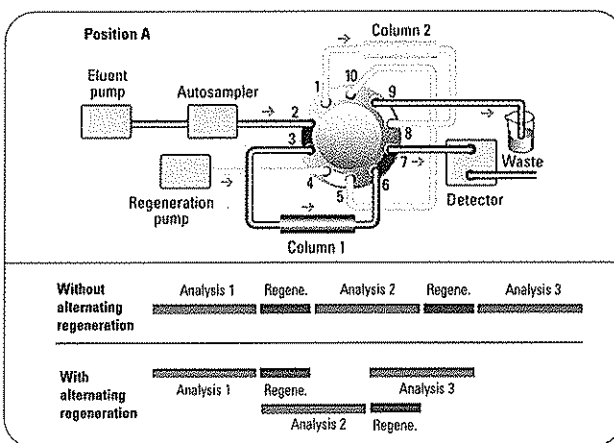 Position A
Column 2
Eluent pump
Autosampler
1
10
9
2
8
3
7
4
5
6
Waste
Regeneration pump
Detector
Column 1
Without alternating regeneration
Analysis 1 Regene. Analysis 2 Regene. Analysis 3
With alternating regeneration
Analysis 1 Regene. Analysis 3
Analysis 2 Regene.